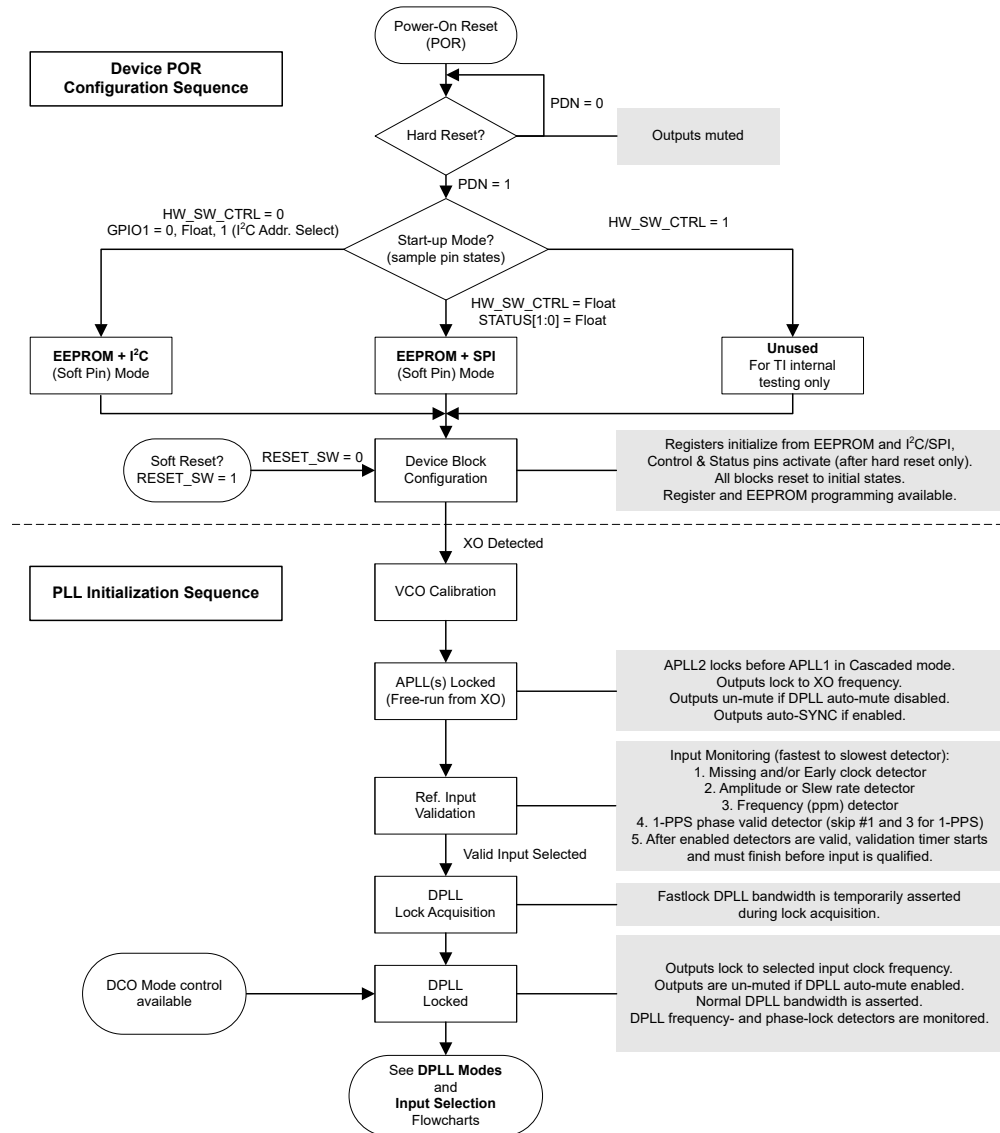 Power-On Reset
(POR)
Device POR
Configuration Sequence
PDN = 0
Hard Reset?
Outputs muted
PDN = 1
HW_SW_CTRL = 0
GPIO1 = 0, Float, 1 (I²C Addr. Select)
HW_SW_CTRL = 1
Start-up Mode?
(sample pin states)
HW_SW_CTRL = Float
STATUS[1:0] = Float
EEPROM + I²C
(Soft Pin) Mode
EEPROM + SPI
(Soft Pin) Mode
Unused
For TI internal
testing only
Soft Reset?
RESET_SW = 1
RESET_SW = 0
Device Block
Configuration
Registers initialize from EEPROM and I²C/SPI,
Control & Status pins activate (after hard reset only).
All blocks reset to initial states.
Register and EEPROM programming available.
XO Detected
PLL Initialization Sequence
VCO Calibration
APLL(s) Locked
(Free-run from XO)
APLL2 locks before APLL1 in Cascaded mode.
Outputs lock to XO frequency.
Outputs un-mute if DPLL auto-mute disabled.
Outputs auto-SYNC if enabled.
Ref. Input
Validation
Input Monitoring (fastest to slowest detector):
1. Missing and/or Early clock detector
2. Amplitude or Slew rate detector
3. Frequency (ppm) detector
4. 1-PPS phase valid detector (skip #1 and 3 for 1-PPS)
5. After enabled detectors are valid, validation timer starts
and must finish before input is qualified.
Valid Input Selected
DPLL
Lock Acquisition
Fastlock DPLL bandwidth is temporarily asserted
during lock acquisition.
DCO Mode control
available
DPLL
Locked
Outputs lock to selected input clock frequency.
Outputs are un-muted if DPLL auto-mute enabled.
Normal DPLL bandwidth is asserted.
DPLL frequency- and phase-lock detectors are monitored.
See DPLL Modes
and
Input Selection
Flowcharts